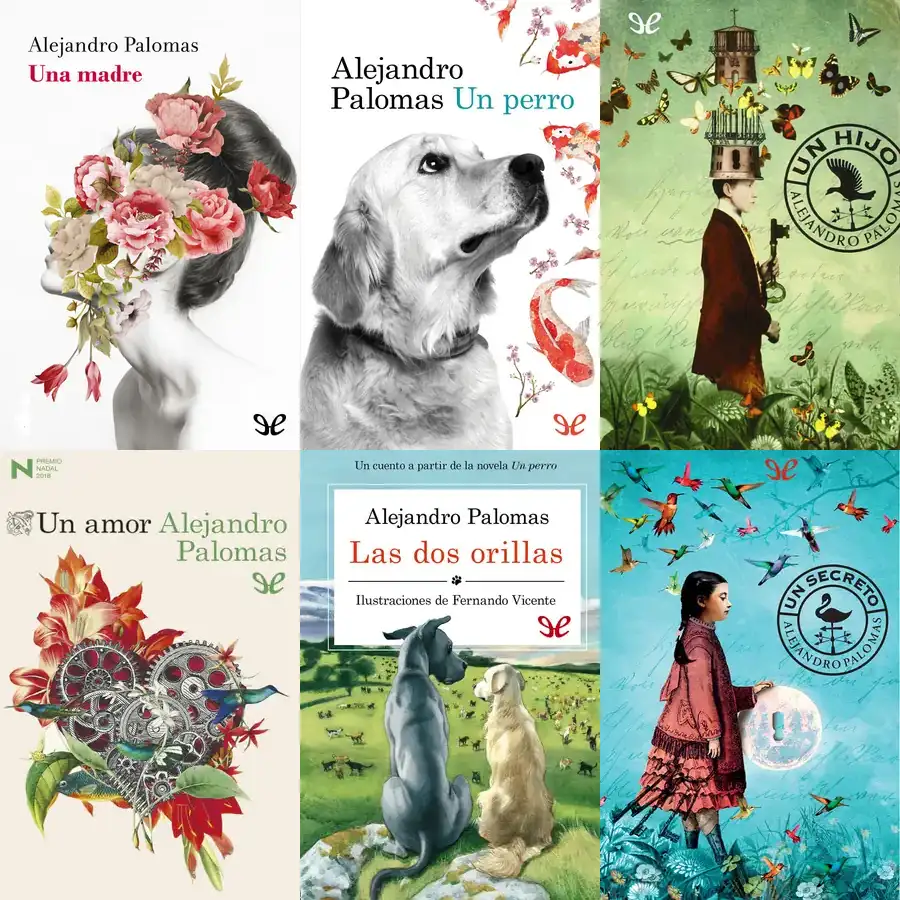 Alejandro Palomas
Una madre
Alejandro
Palomas Un perro
UN HIJO
ALEJANDRO PALOMAS
N PREMIO
NADAL
2018
Un amor Alejandro
Palomas
Un cuento a partir de la novela Un perro
Alejandro Palomas
Las dos orillas
Ilustraciones de Fernando Vicente
UN SECRETO
ALEJANDRO PALOMAS